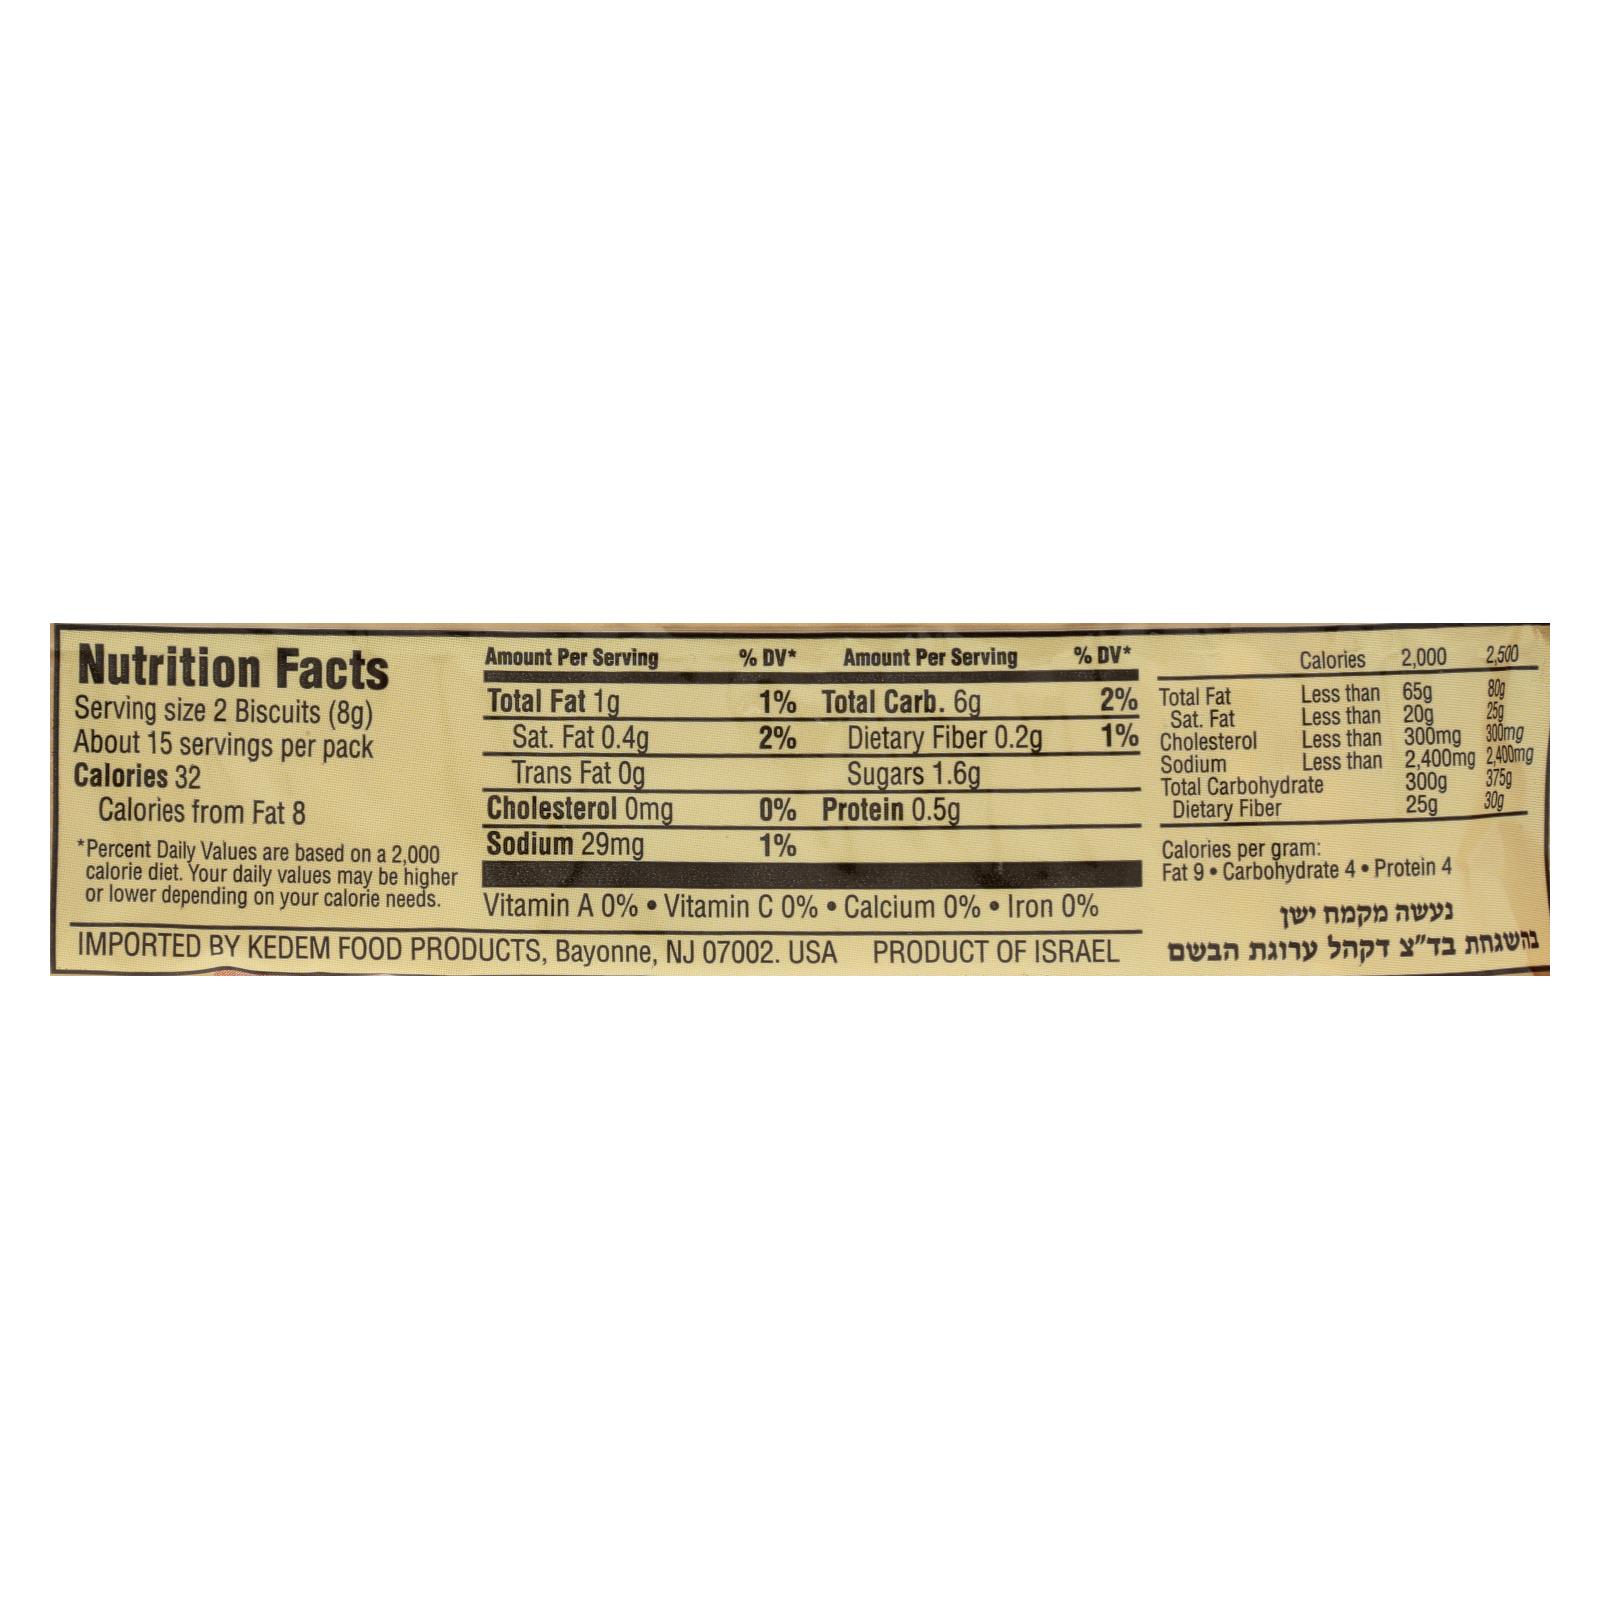 Nutrition Facts
Serving size 2 Biscuits (8g)
About 15 servings per pack
Calories 32
Calories from Fat 8
*Percent Daily Values are based on a 2,000
calorie diet. Your daily values may be higher
or lower depending on your calorie needs.
Amount Per Serving % DV* Amount Per Serving % DV*
Total Fat 1g 1% Total Carb. 6g 2%
Sat. Fat 0.4g 2% Dietary Fiber 0.2g 1%
Trans Fat 0g Sugars 1.6g
Cholesterol 0mg 0% Protein 0.5g
Sodium 29mg 1%
Vitamin A 0% • Vitamin C 0% • Calcium 0% • Iron 0%
Calories 2,000 2,500
Total Fat Less than 65g 80g
Sat. Fat Less than 20g 25g
Cholesterol Less than 300mg 300mg
Sodium Less than 2,400mg 2,400mg
Total Carbohydrate 300g 375g
Dietary Fiber 25g 30g
Calories per gram:
Fat 9 • Carbohydrate 4 • Protein 4
נעשה מקמח ישן
בהשגחת בד"צ דקהל ערוגת הבשם
IMPORTED BY KEDEM FOOD PRODUCTS, Bayonne, NJ 07002. USA PRODUCT OF ISRAEL